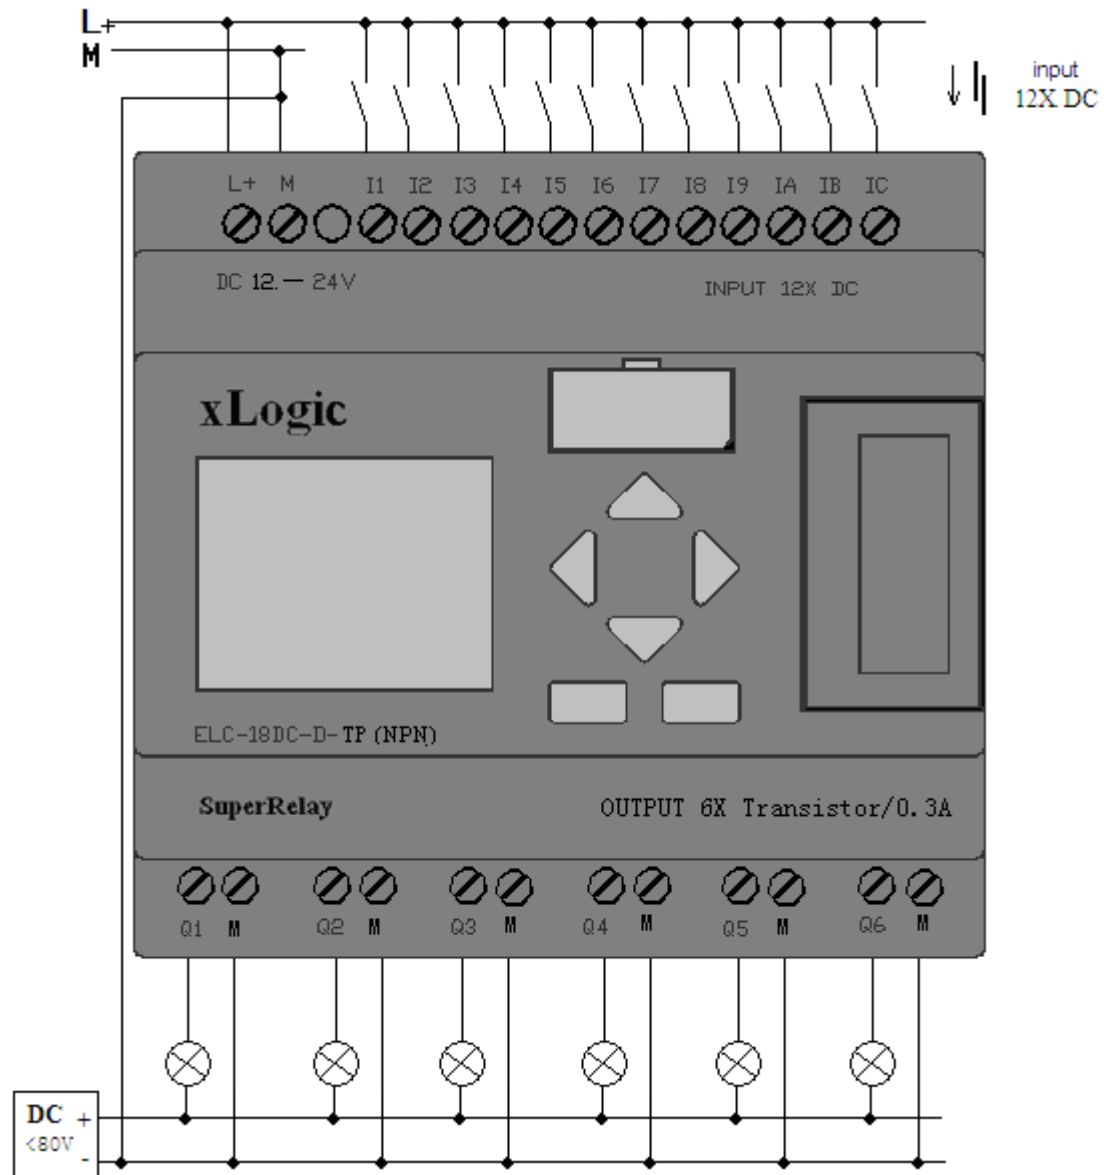 L+
M
input
12X DC
L+ M I1 I2 I3 I4 I5 I6 I7 I8 I9 IA IB IC
DC 12.— 24V
INPUT 12X DC
xLogic
ELC-18DC-D-TP (NPN)
SuperRelay
OUTPUT 6X Transistor/0.3A
Q1 M Q2 M Q3 M Q4 M Q5 M Q6 M
DC +
<80V -